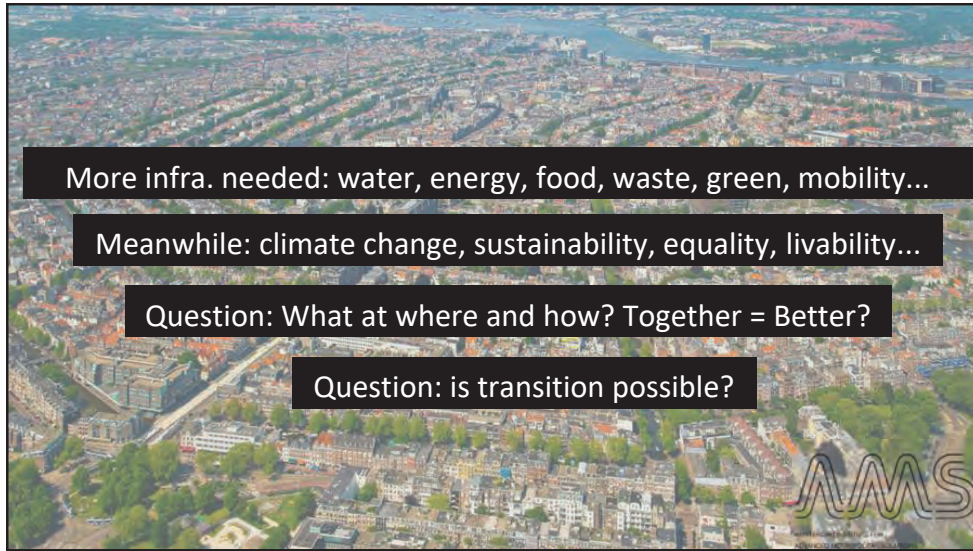 More infra. needed: water, energy, food, waste, green, mobility...
Meanwhile: climate change, sustainability, equality, livability...
Question: What at where and how? Together = Better?
Question: is transition possible?
AMS